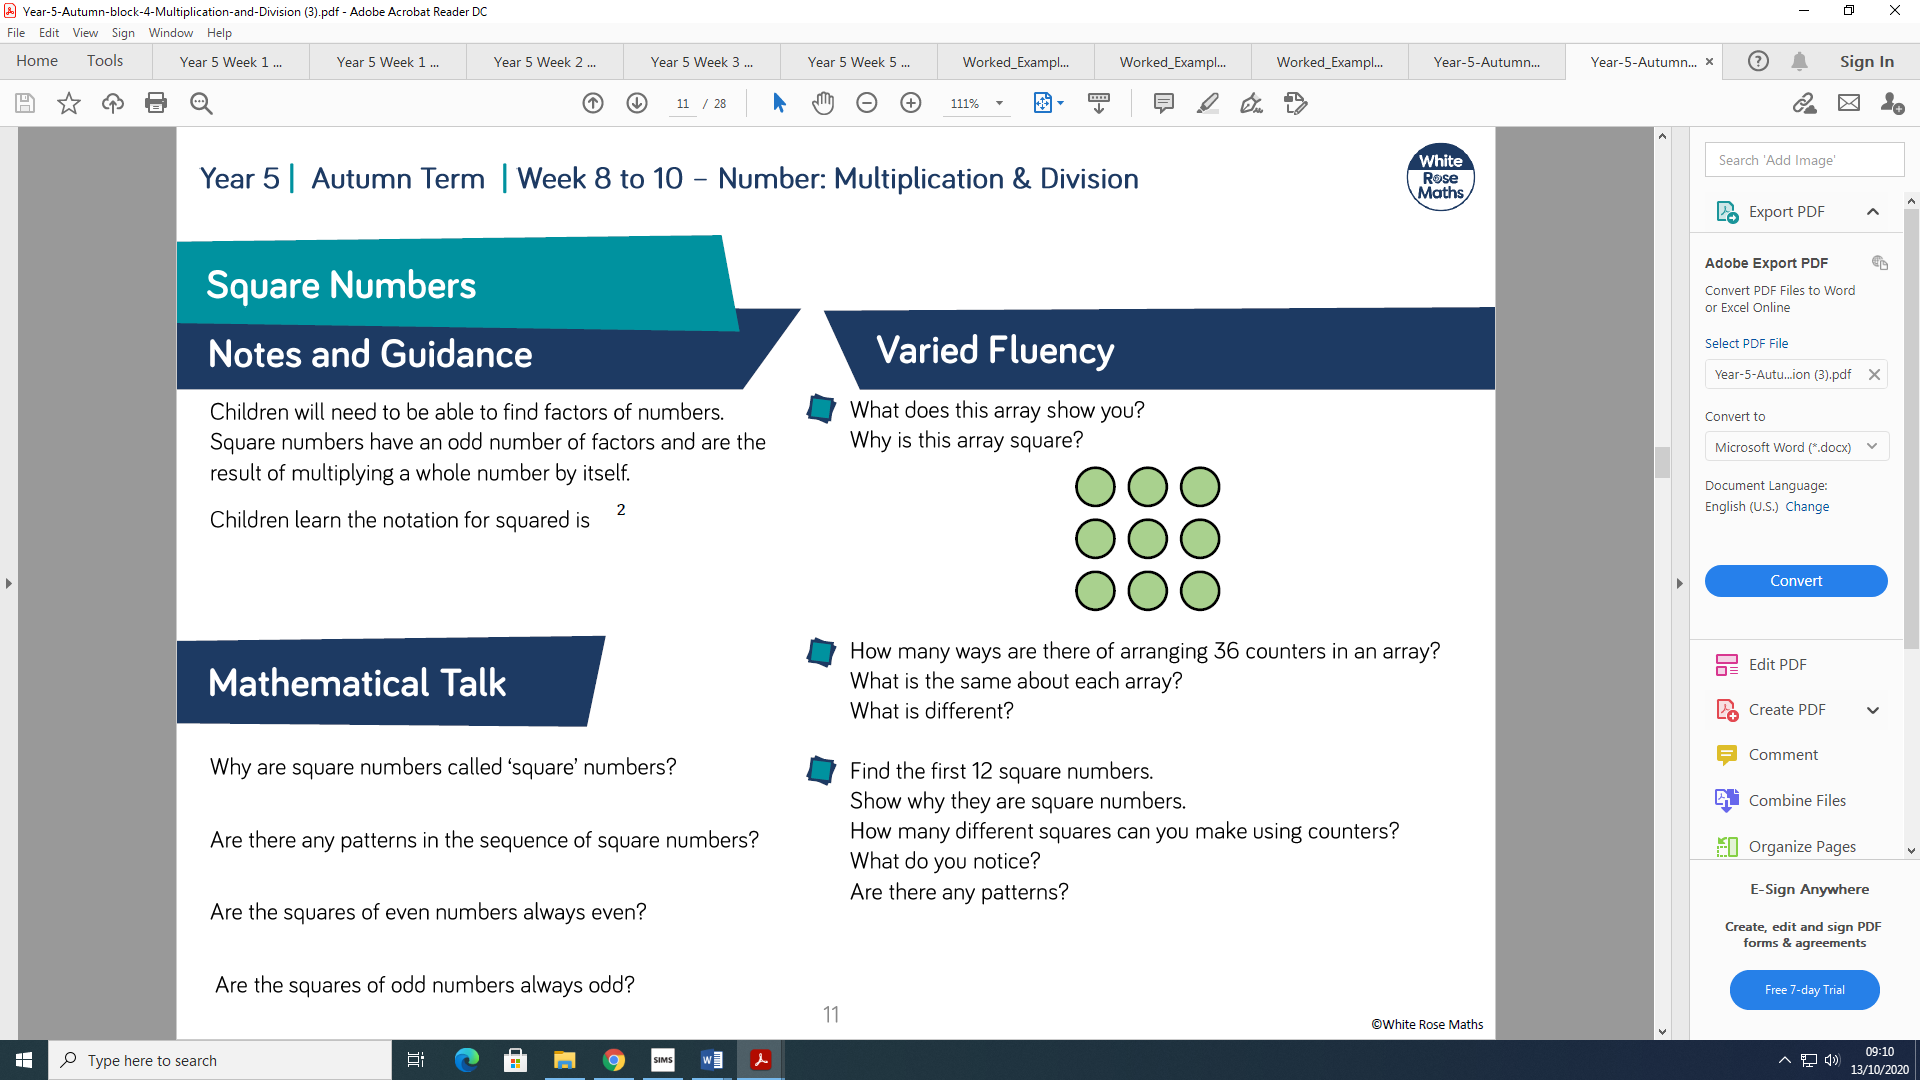 Year-5-Autumn-block-4-Multiplication-and-Division (3).pdf - Adobe Acrobat Reader DC
File Edit View Sign Window Help
Home Tools Year 5 Week 1 ... Year 5 Week 1 ... Year 5 Week 2 ... Year 5 Week 3 ... Year 5 Week 5 ... Worked_Exampl... Worked_Exampl... Worked_Exampl... Year-5-Autumn... Year-5-Autumn... × Sign In
11 / 28 111%
Year 5 | Autumn Term | Week 8 to 10 – Number: Multiplication & Division
White
Rose
Maths
Square Numbers
Notes and Guidance
Children will need to be able to find factors of numbers.
Square numbers have an odd number of factors and are the
result of multiplying a whole number by itself.
Children learn the notation for squared is ²
Mathematical Talk
Why are square numbers called ‘square’ numbers?
Are there any patterns in the sequence of square numbers?
Are the squares of even numbers always even?
Are the squares of odd numbers always odd?
Varied Fluency
What does this array show you?
Why is this array square?
How many ways are there of arranging 36 counters in an array?
What is the same about each array?
What is different?
Find the first 12 square numbers.
Show why they are square numbers.
How many different squares can you make using counters?
What do you notice?
Are there any patterns?
11
©White Rose Maths
Search 'Add Image'
Export PDF
Adobe Export PDF
Convert PDF Files to Word
or Excel Online
Select PDF File
Year-5-Autu...ion (3).pdf
Convert to
Microsoft Word (*.docx)
Document Language:
English (U.S.) Change
Convert
Edit PDF
Create PDF
Comment
Combine Files
Organize Pages
E-Sign Anywhere
Create, edit and sign PDF
forms & agreements
Free 7-day Trial
Type here to search
SIMS
09:10
13/10/2020